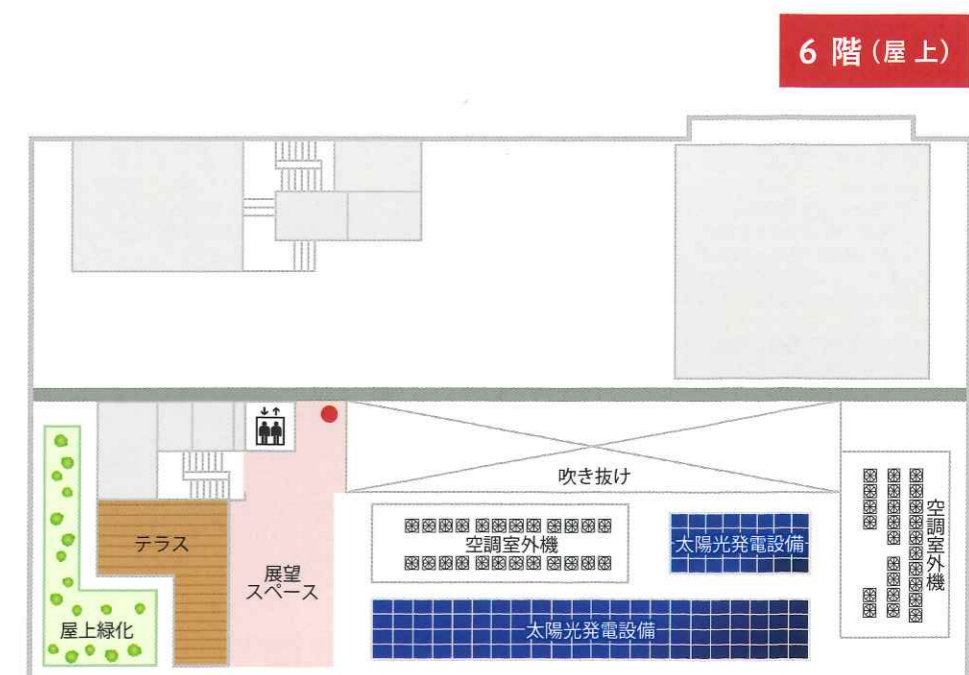 6 階（屋 上）
吹き抜け
テラス
空調室外機
太陽光発電設備
空調室外機
展望
スペース
屋上緑化
太陽光発電設備